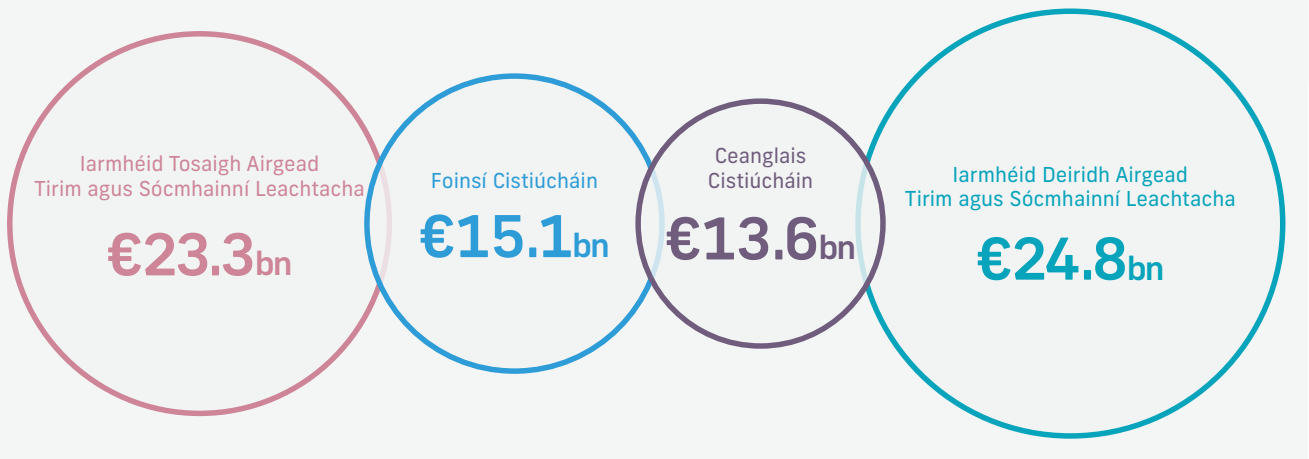 Iarmhéid Tosaigh Airgead
Tirim agus Sócmhainní Leachtacha
€23.3bn
Foinsí Cistiúcháin
€15.1bn
Ceanglais
Cistiúcháin
€13.6bn
Iarmhéid Deiridh Airgead
Tirim agus Sócmhainní Leachtacha
€24.8bn